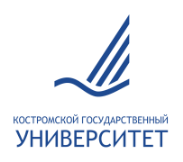 КОСТРОМСКОЙ ГОСУДАРСТВЕННЫЙ
УНИВЕРСИТЕТ